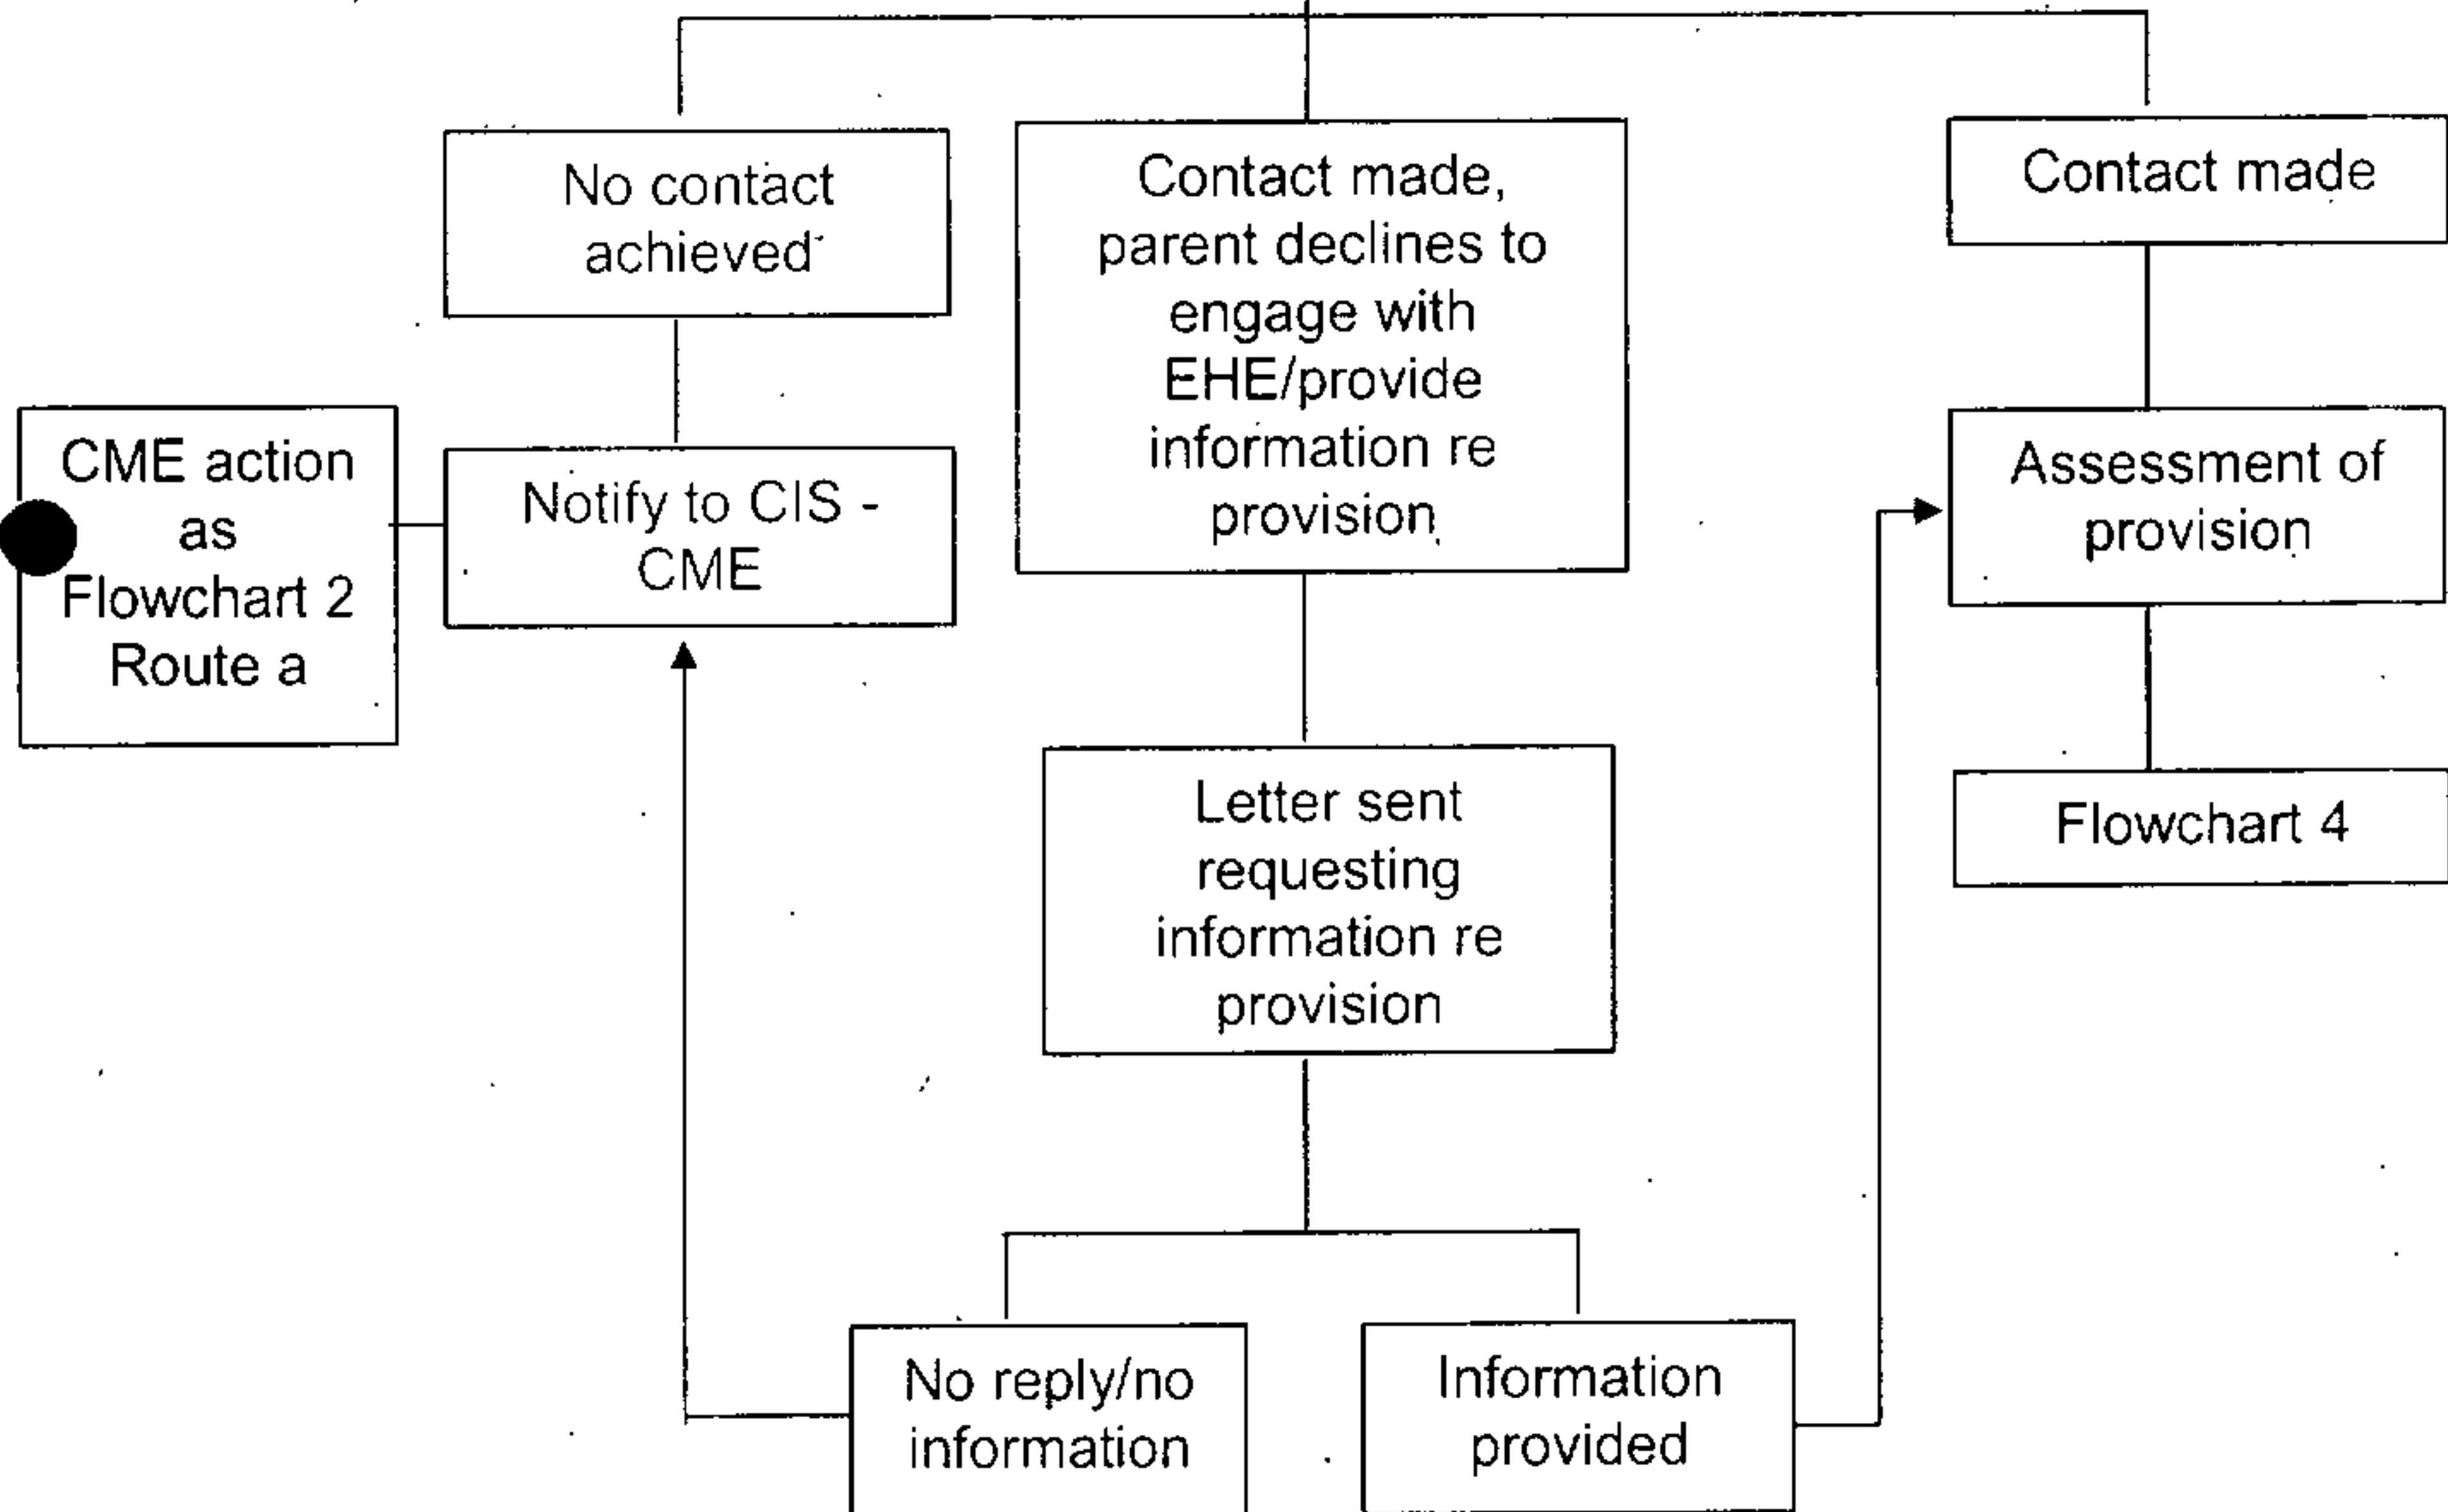 No contact
achieved
Contact made,
parent declines to
engage with
EHE/provide
information re
provision
Contact made
CME action
as
Flowchart 2
Route a
Notify to CIS -
CME
Assessment of
provision
Letter sent
requesting
information re
provision
Flowchart 4
No reply/no
information
Information
provided